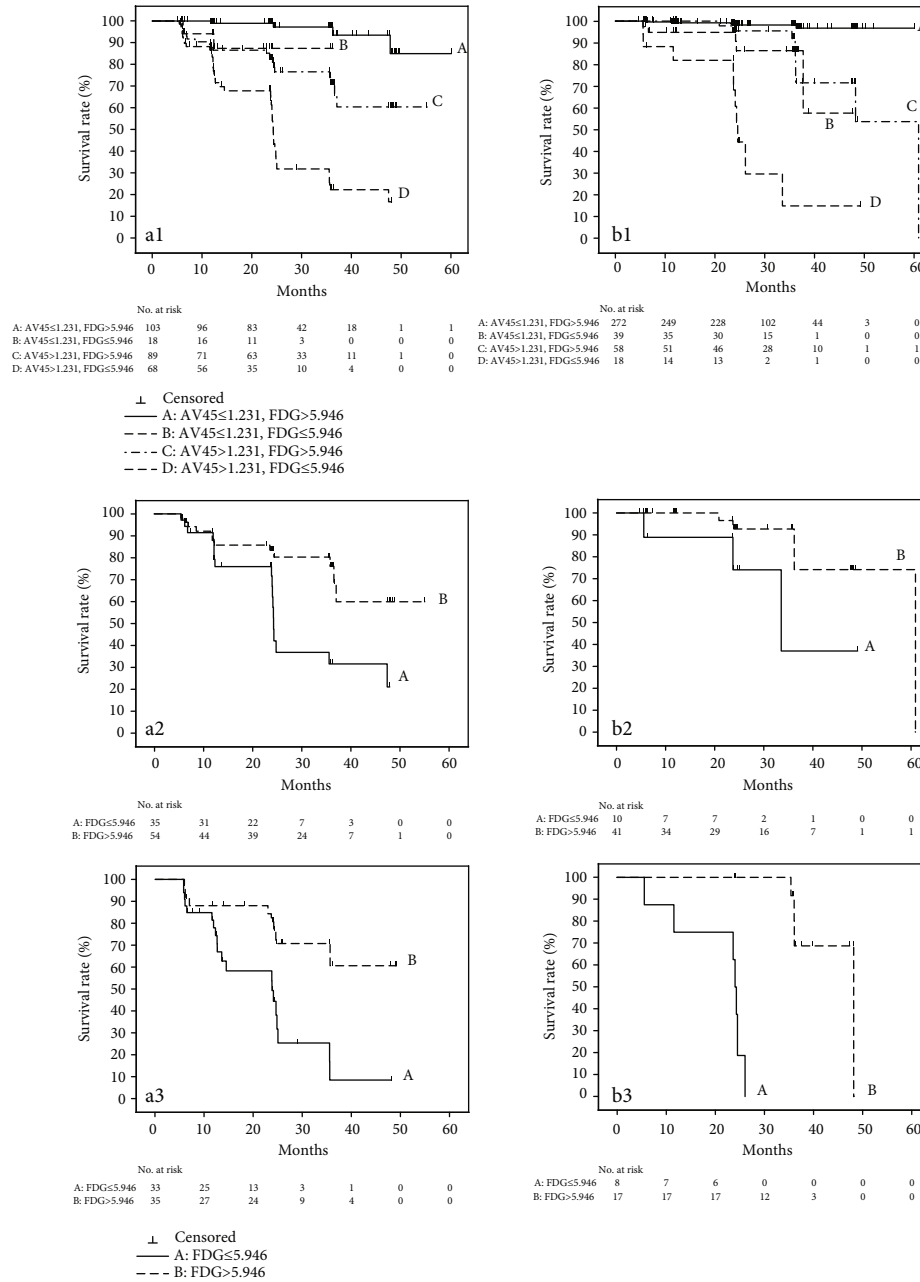 100
90
80
70
60
50
40
30
20
10
0
Survival rate (%)
A
B
C
D
a1
0 10 20 30 40 50 60
Months
No. at risk
A: AV45≤1.231, FDG>5.946 103 96 83 42 18 1 1
B: AV45≤1.231, FDG≤5.946 18 16 11 3 0 0 0
C: AV45>1.231, FDG>5.946 89 71 63 33 11 1 0
D: AV45>1.231, FDG≤5.946 68 56 35 10 4 0 0
100
90
80
70
60
50
40
30
20
10
0
Survival rate (%)
B
C
D
b1
0 10 20 30 40 50 60
Months
No. at risk
A: AV45≤1.231, FDG>5.946 272 249 228 102 44 3 0
B: AV45≤1.231, FDG≤5.946 39 35 30 15 1 0 0
C: AV45>1.231, FDG>5.946 58 51 46 28 10 1 1
D: AV45>1.231, FDG≤5.946 18 14 13 2 1 0 0
Censored
A: AV45≤1.231, FDG>5.946
B: AV45≤1.231, FDG≤5.946
C: AV45>1.231, FDG>5.946
D: AV45>1.231, FDG≤5.946
100
90
80
70
60
50
40
30
20
10
0
Survival rate (%)
B
A
a2
0 10 20 30 40 50 60
Months
No. at risk
A: FDG≤5.946 35 31 22 7 3 0 0
B: FDG>5.946 54 44 39 24 7 1 0
100
90
80
70
60
50
40
30
20
10
0
Survival rate (%)
B
A
b2
0 10 20 30 40 50 60
Months
No. at risk
A: FDG≤5.946 10 7 7 2 1 0 0
B: FDG>5.946 41 34 29 16 7 1 1
100
90
80
70
60
50
40
30
20
10
0
Survival rate (%)
B
A
a3
0 10 20 30 40 50 60
Months
No. at risk
A: FDG≤5.946 33 25 13 3 1 0 0
B: FDG>5.946 35 27 24 9 4 0 0
100
90
80
70
60
50
40
30
20
10
0
Survival rate (%)
A
B
b3
0 10 20 30 40 50 60
Months
No. at risk
A: FDG≤5.946 8 7 6 0 0 0 0
B: FDG>5.946 17 17 17 12 3 0 0
Censored
A: FDG≤5.946
B: FDG>5.946